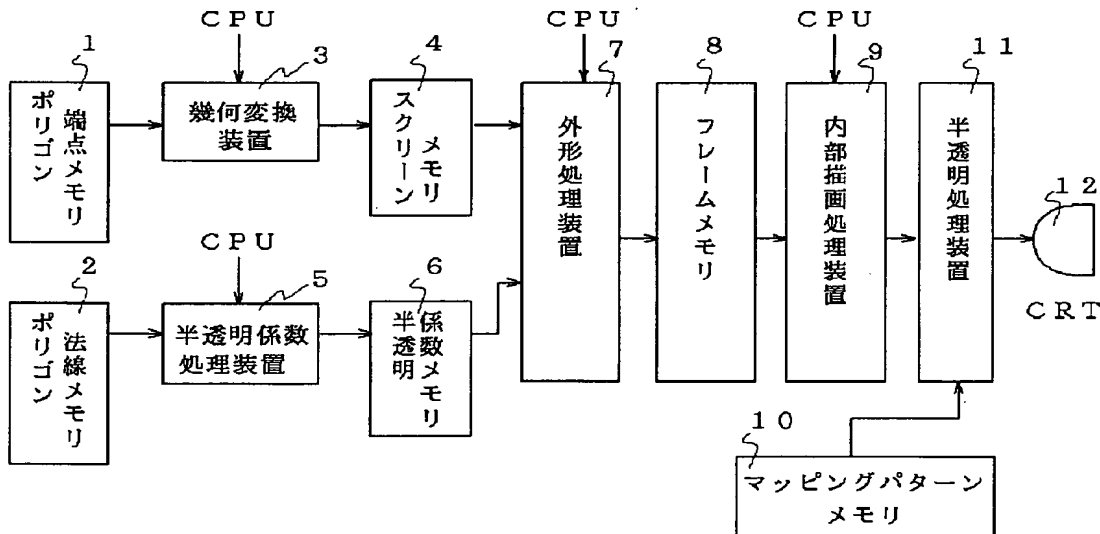 CPU
1
3
4
ポリゴン
端点メモリ
幾何変換
装置
スクリーン
メモリ
CPU
7
8
CPU
9
11
外形処理装置
フレームメモリ
内部描画処理装置
半透明処理装置
12
CRT
CPU
2
5
6
ポリゴン
法線メモリ
半透明係数
処理装置
半透明
係数メモリ
10
マッピングパターン
メモリ